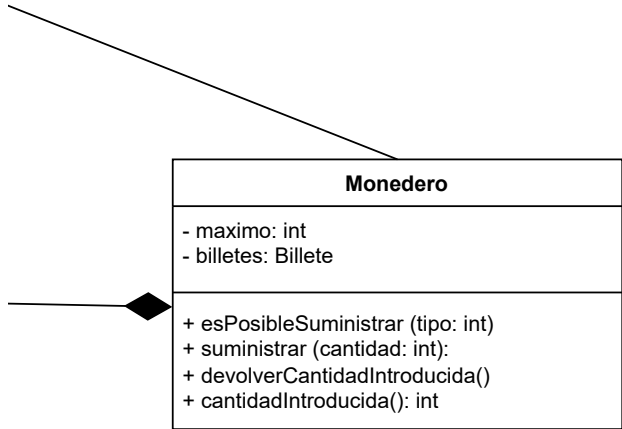 Monedero
- maximo: int
- billetes: Billete
+ esPosibleSuministrar (tipo: int)
+ suministrar (cantidad: int):
+ devolverCantidadIntroducida()
+ cantidadIntroducida(): int